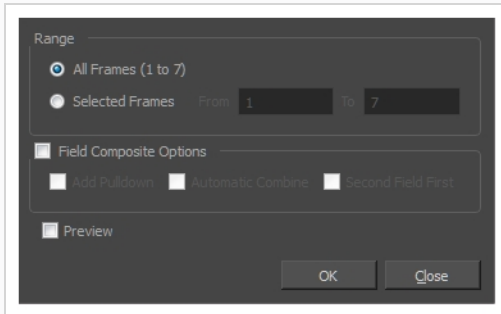 Range
All Frames (1 to 7)
Selected Frames From 1 To 7
Field Composite Options
Add Pulldown Automatic Combine Second Field First
Preview
OK Close